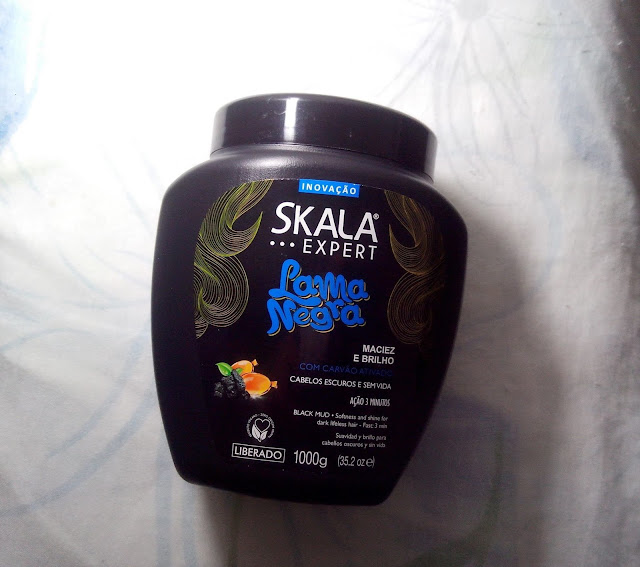 INOVAÇÃO
SKALA®
EXPERT
Lama
Negra
MACIEZ
E BRILHO
COM CARVÃO ATIVADO
CABELOS ESCUROS E SEM VIDA
AÇÃO 3 MINUTOS
BLACK MUD • Softness and shine for
dark lifeless hair - Fast: 3 min
Suavidad y brillo para
cabellos oscuros y sin vida
LIBERADO
1000g (35.2 oz e)